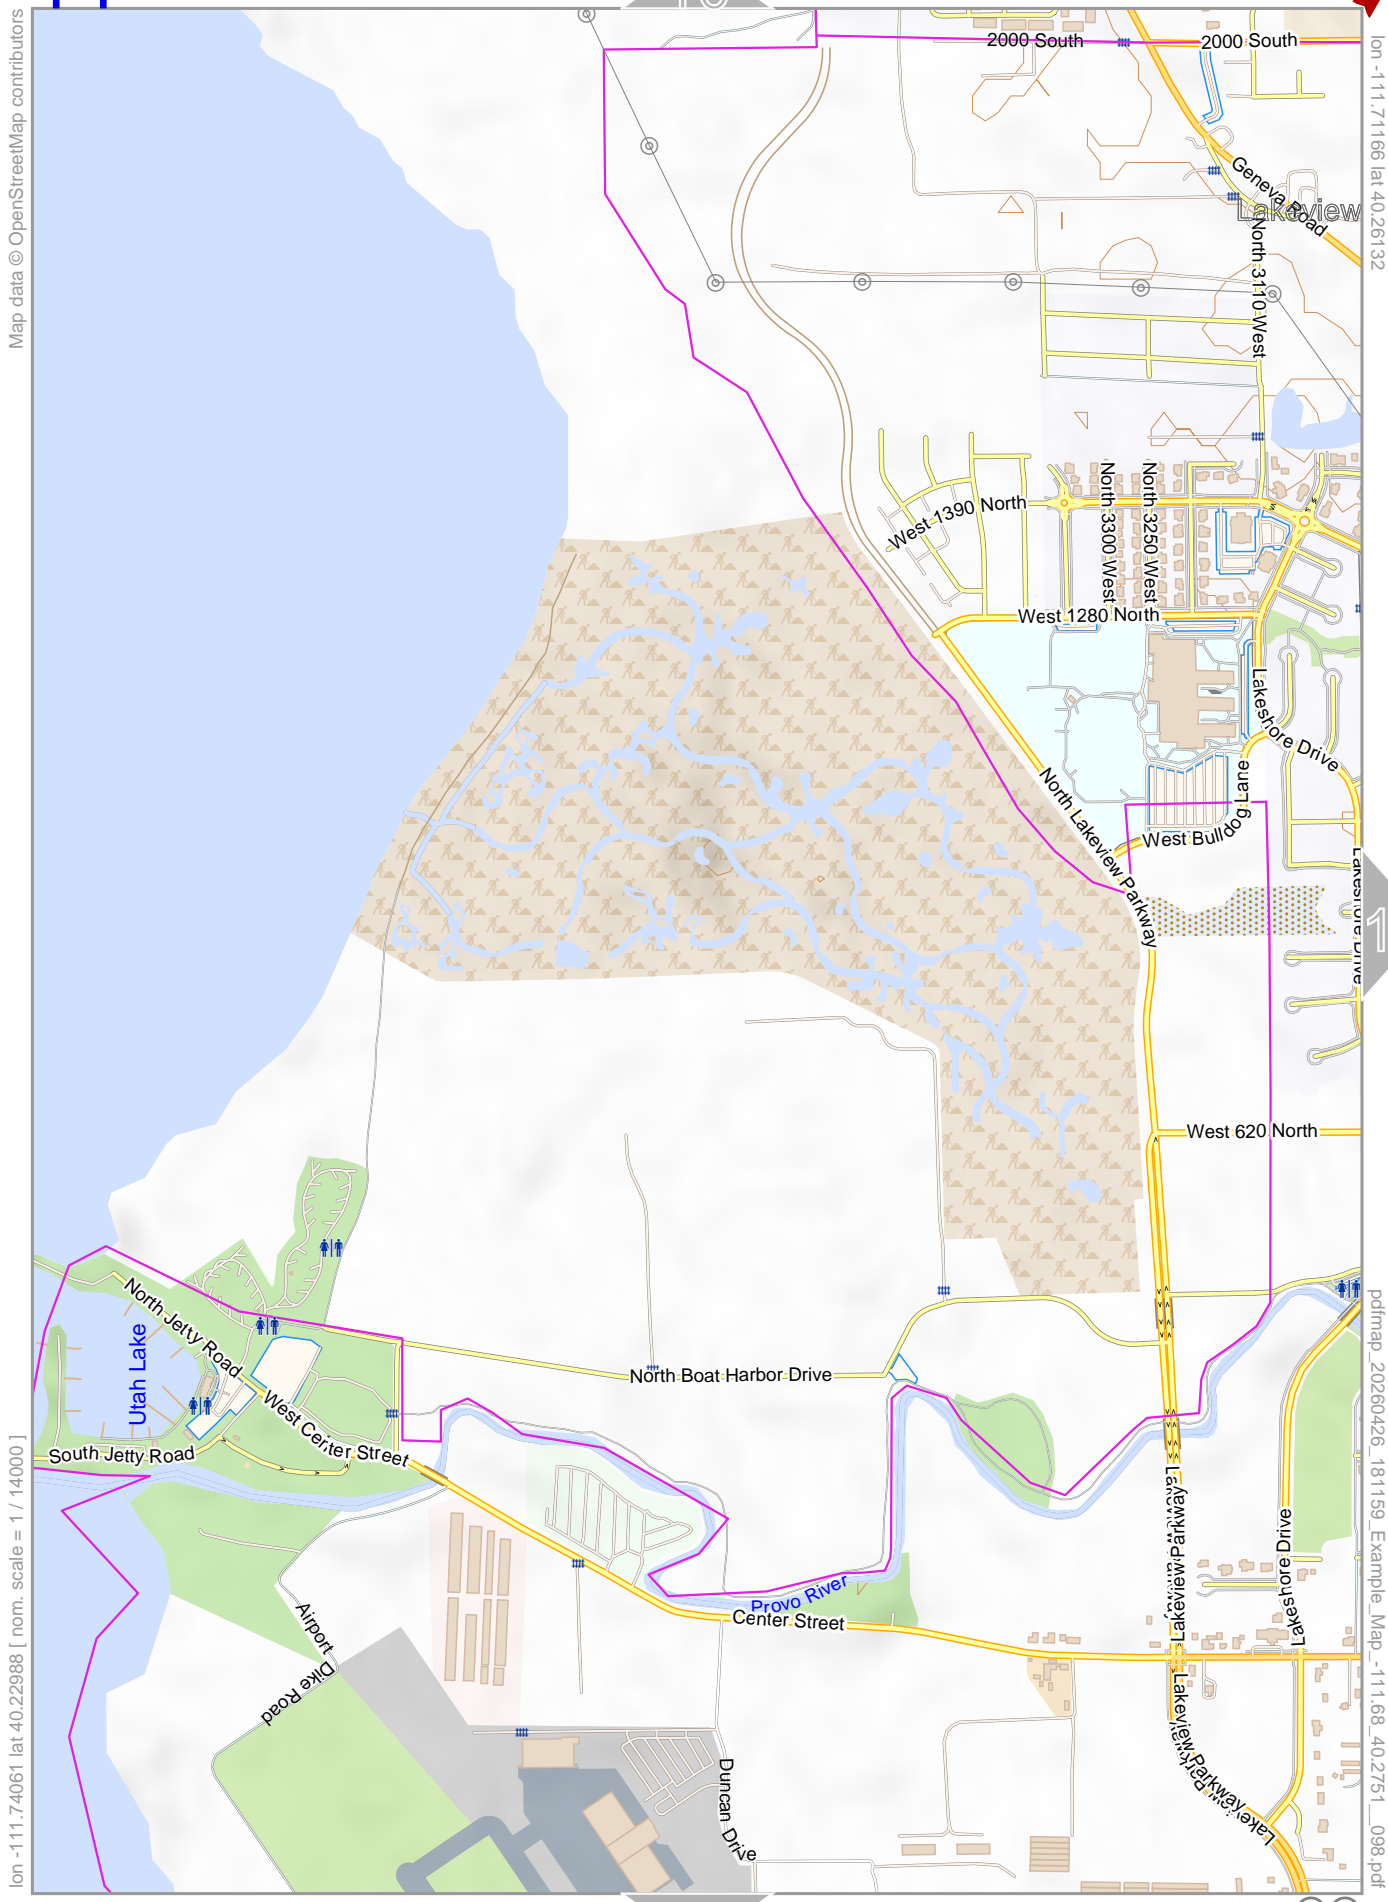 2000 South
2000 South
Geneva Road
Lakeview
North 3110 West
West 1390 North
North 3300 West
North 3250 West
West 1280 North
Lakeshore Drive
North Lakeview Parkway
West Bulldog Lane
Lakeshore Drive
West 620 North
North Jetty Road
Utah Lake
North Boat Harbor Drive
West Center Street
South Jetty Road
Provo River
Center Street
Lakeview Parkway
Lakeshore Drive
Airport
Dike Road
Duncan Drive
Lakeview Parkway
Map data © OpenStreetMap contributors
lon -111.74061 lat 40.22988 [ nom. scale = 1 / 14000 ]
lon -111.71166 lat 40.26132
pdfmap_20260426_181159_Example_Map_-111.68_40.2751__098.pdf
1